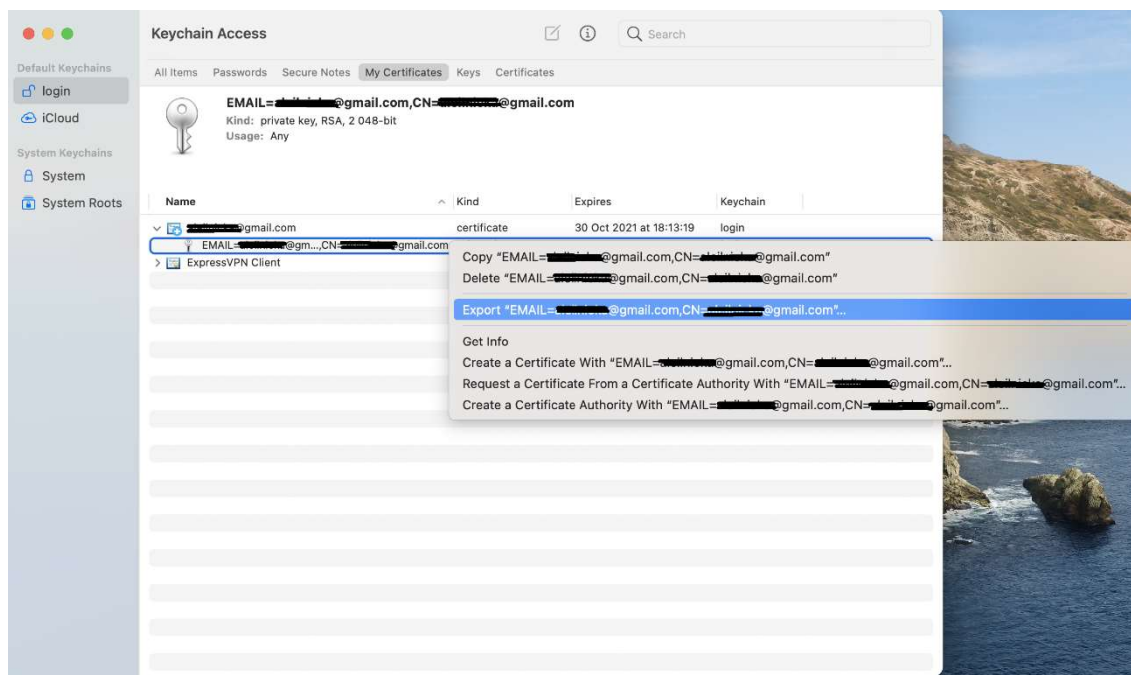 Keychain Access
Search
Default Keychains
login
iCloud
System Keychains
System
System Roots
All Items Passwords Secure Notes My Certificates Keys Certificates
EMAIL= @gmail.com,CN= @gmail.com
Kind: private key, RSA, 2 048-bit
Usage: Any
Name Kind Expires Keychain
@gmail.com certificate 30 Oct 2021 at 18:13:19 login
EMAIL= @gm...,CN= gmail.com
ExpressVPN Client
Copy “EMAIL= @gmail.com,CN= @gmail.com”
Delete “EMAIL= @gmail.com,CN= @gmail.com”
Export “EMAIL= @gmail.com,CN= @gmail.com”...
Get Info
Create a Certificate With “EMAIL= @gmail.com,CN= @gmail.com”...
Request a Certificate From a Certificate Authority With “EMAIL= @gmail.com,CN= @gmail.com”...
Create a Certificate Authority With “EMAIL= @gmail.com,CN= @gmail.com”...